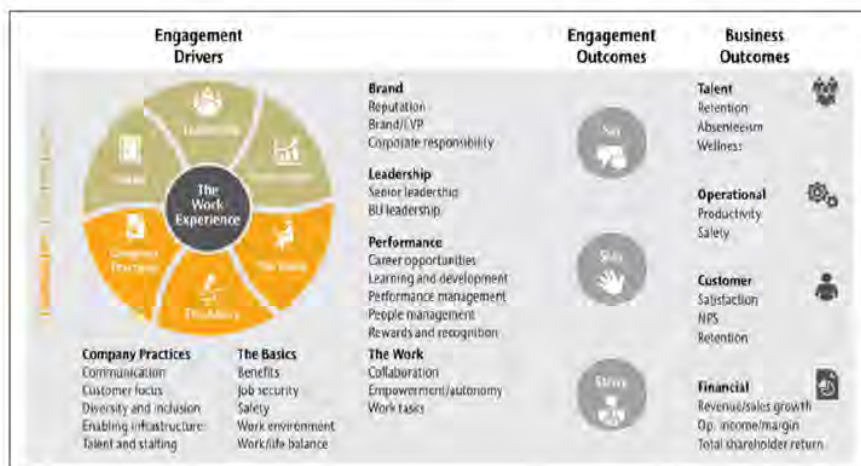 Engagement
Drivers
Engagement
Outcomes
Business
Outcomes
Leadership
The
Work
Experience
Company
Practices
The Basics
The Work
Brand
Reputation
Brand/EVP
Corporate responsibility
Leadership
Senior leadership
BU leadership
Performance
Career opportunities
Learning and development
Performance management
People management
Rewards and recognition
Company Practices
Communication
Customer focus
Diversity and inclusion
Enabling infrastructure
Talent and staffing
The Basics
Benefits
Job security
Safety
Work environment
Work/life balance
The Work
Collaboration
Empowerment/autonomy
Work tasks
Say
Stay
Strive
Talent
Retention
Absenteeism
Wellness
Operational
Productivity
Safety
Customer
Satisfaction
NPS
Retention
Financial
Revenue/sales growth
Op. income/margin
Total shareholder return